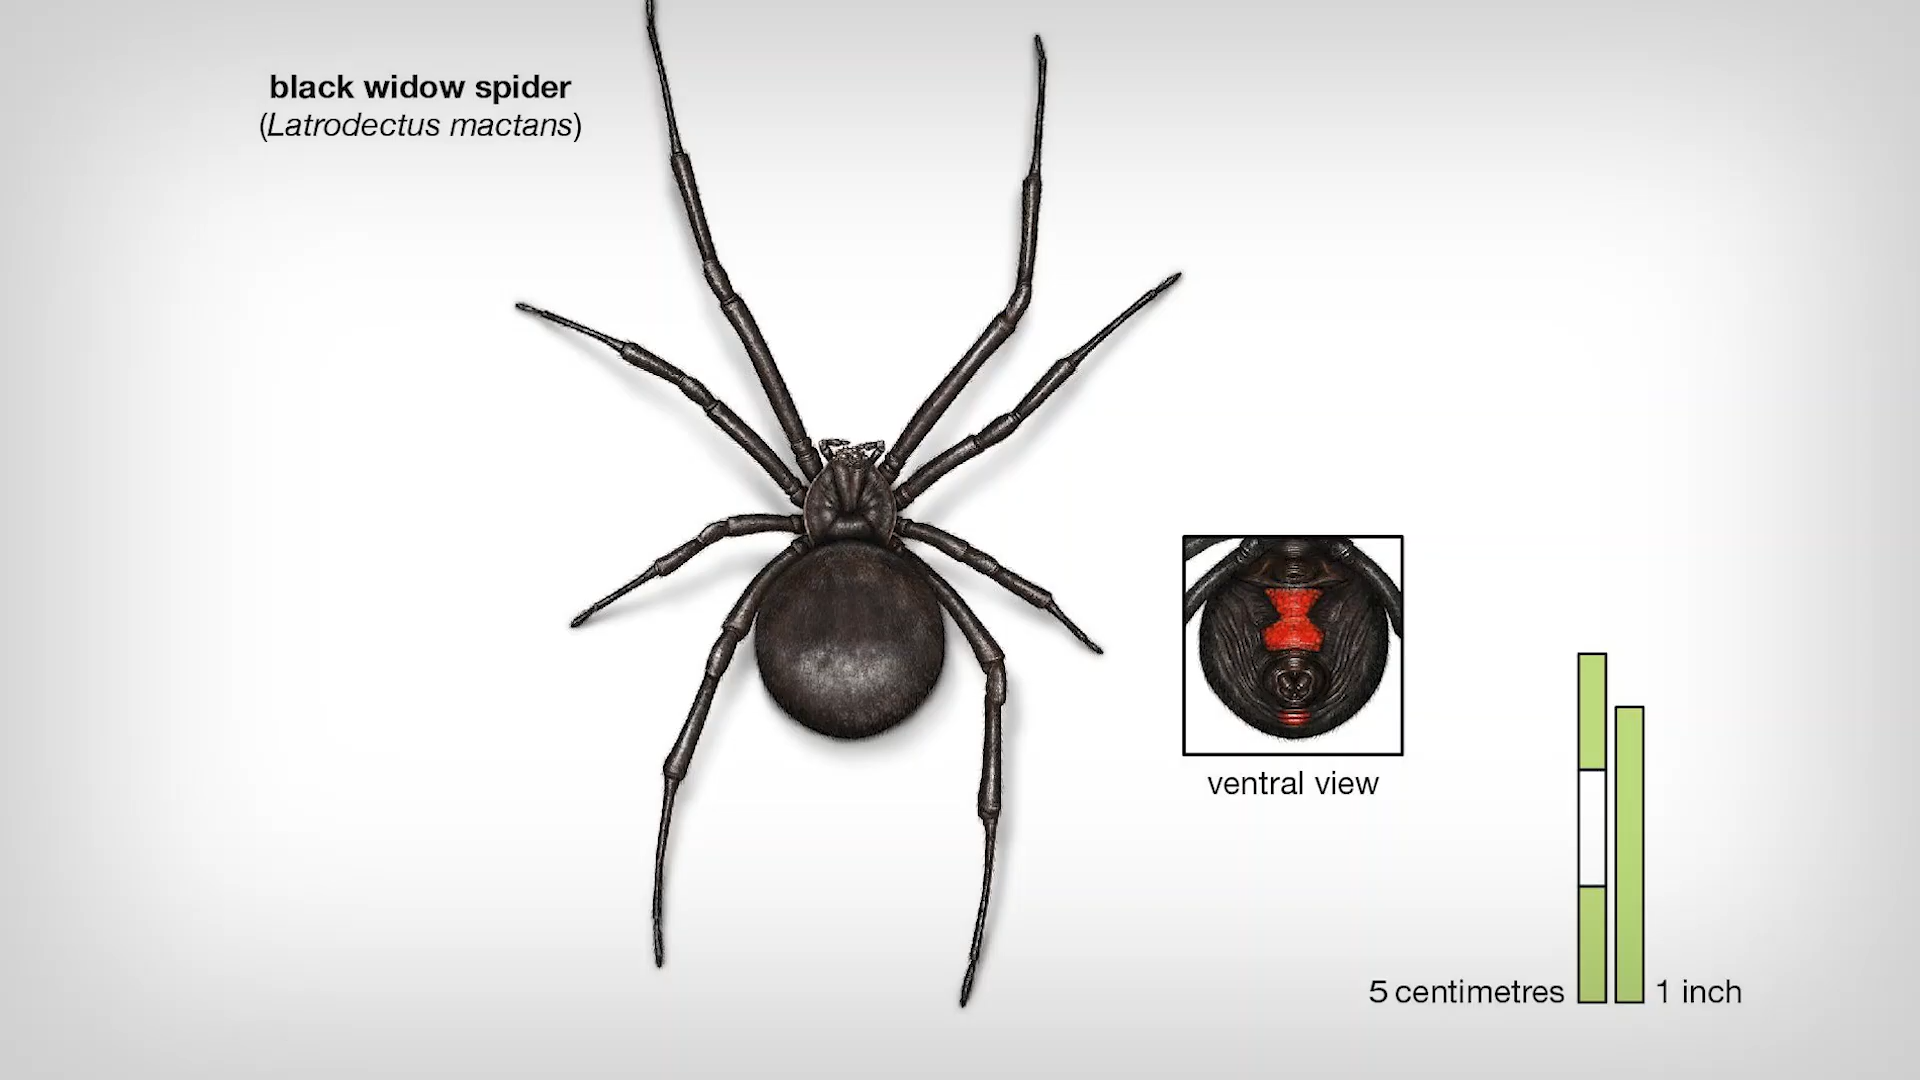 black widow spider
(Latrodectus mactans)
ventral view
5 centimetres
1 inch